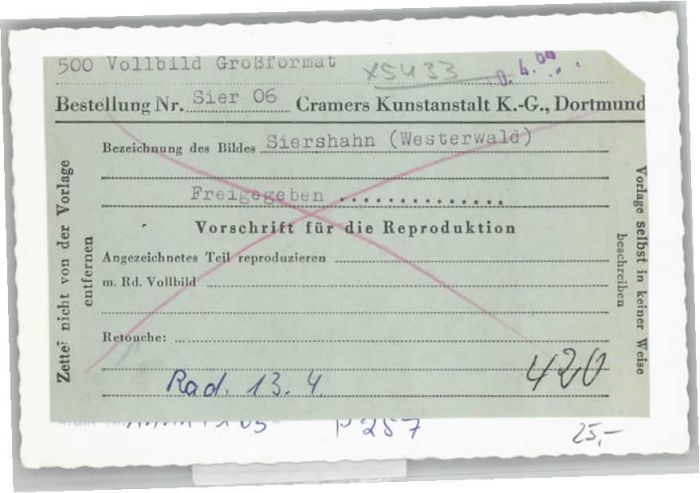 500 Vollbild Großformat X5433
Bestellung Nr. Sier 06 Cramers Kunstanstalt K.-G., Dortmund
Bezeichnung des Bildes Siershahn (Westerwald)
Freigegeben
Vorschrift für die Reproduktion
Angezeichnetes Teil reproduzieren
m. Rd. Vollbild
Retouche:
Rad. 13.4.
420
P257
25,-
Zettel nicht von der Vorlage
entfernen
Vorlage selbst in keiner Weise
beschreiben